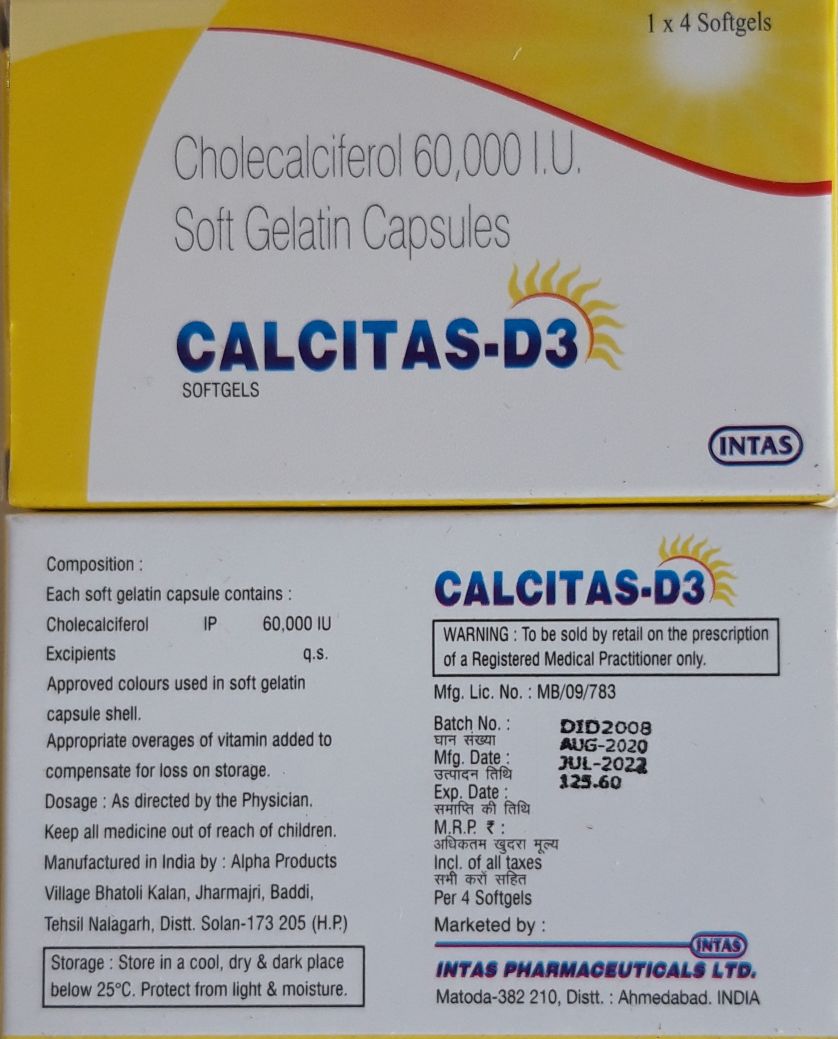 1 x 4 Softgels
Cholecalciferol 60,000 I.U.
Soft Gelatin Capsules
CALCITAS-D3
SOFTGELS
INTAS
Composition :
Each soft gelatin capsule contains :
Cholecalciferol IP 60,000 IU
Excipients q.s.
Approved colours used in soft gelatin
capsule shell.
Appropriate overages of vitamin added to
compensate for loss on storage.
Dosage : As directed by the Physician.
Keep all medicine out of reach of children.
Manufactured in India by : Alpha Products
Village Bhatoli Kalan, Jharmajri, Baddi,
Tehsil Nalagarh, Distt. Solan-173 205 (H.P.)
Storage : Store in a cool, dry & dark place
below 25°C. Protect from light & moisture.
CALCITAS-D3
WARNING : To be sold by retail on the prescription
of a Registered Medical Practitioner only.
Mfg. Lic. No. : MB/09/783
Batch No. : DID2008
घान संख्या
AUG-2020
Mfg. Date :
JUL-2022
उत्पादन तिथि
125.60
Exp. Date :
समाप्ति की तिथि
M.R.P. ₹ :
अधिकतम खुदरा मूल्य
Incl. of all taxes
सभी करों सहित
Per 4 Softgels
Marketed by :
INTAS
INTAS PHARMACEUTICALS LTD.
Matoda-382 210, Distt. : Ahmedabad. INDIA